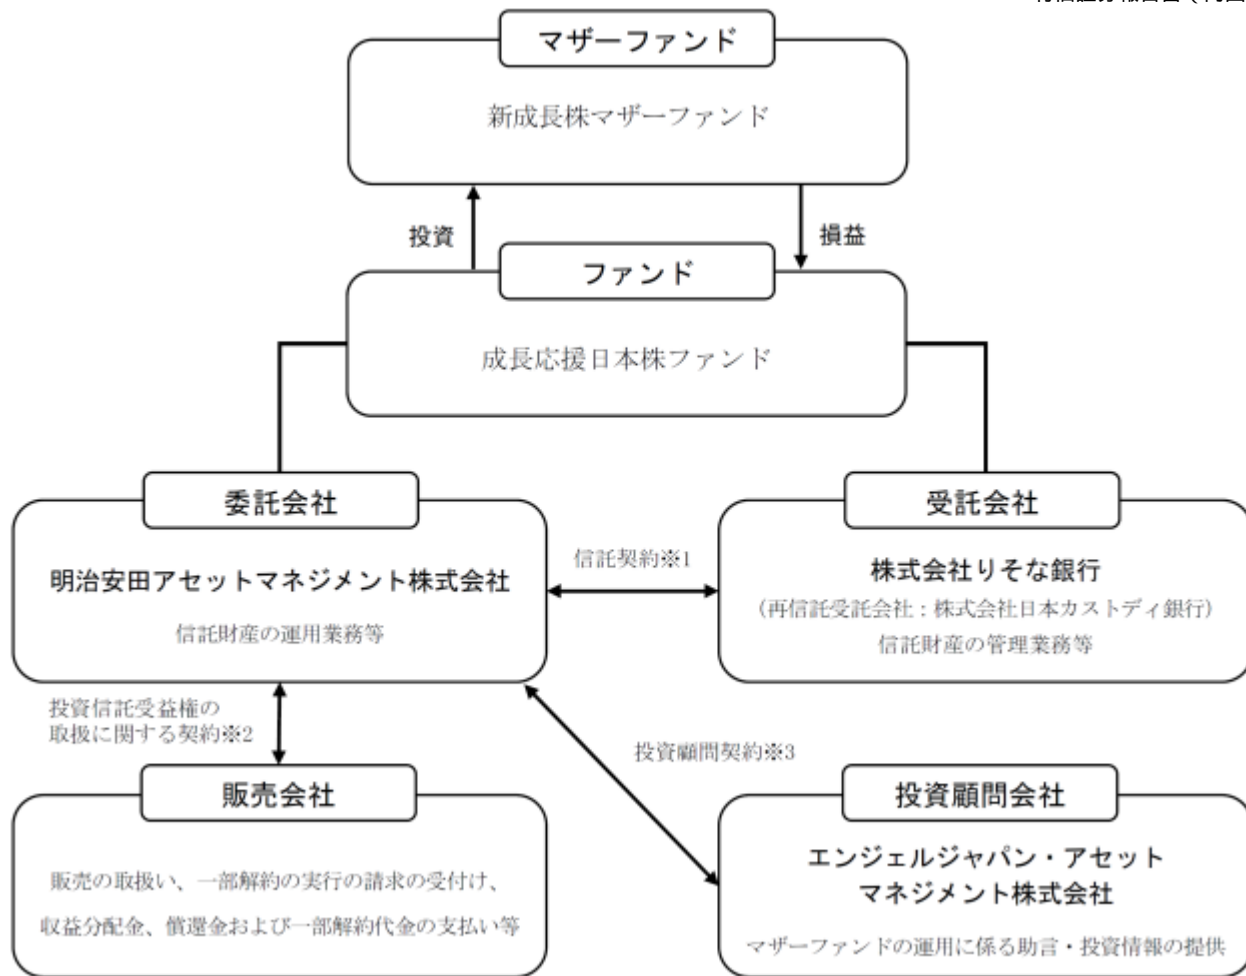 マザーファンド
新成長株マザーファンド
投資
損益
ファンド
成長応援日本株ファンド
委託会社
明治安田アセットマネジメント株式会社
信託財産の運用業務等
信託契約※1
受託会社
株式会社りそな銀行
(再信託受託会社:株式会社日本カストディ銀行)
信託財産の管理業務等
投資信託受益権の
取扱に関する契約※2
投資顧問契約※3
販売会社
販売の取扱い、一部解約の実行の請求の受付け、
収益分配金、償還金および一部解約代金の支払い等
投資顧問会社
エンジェルジャパン・アセット
マネジメント株式会社
マザーファンドの運用に係る助言・投資情報の提供